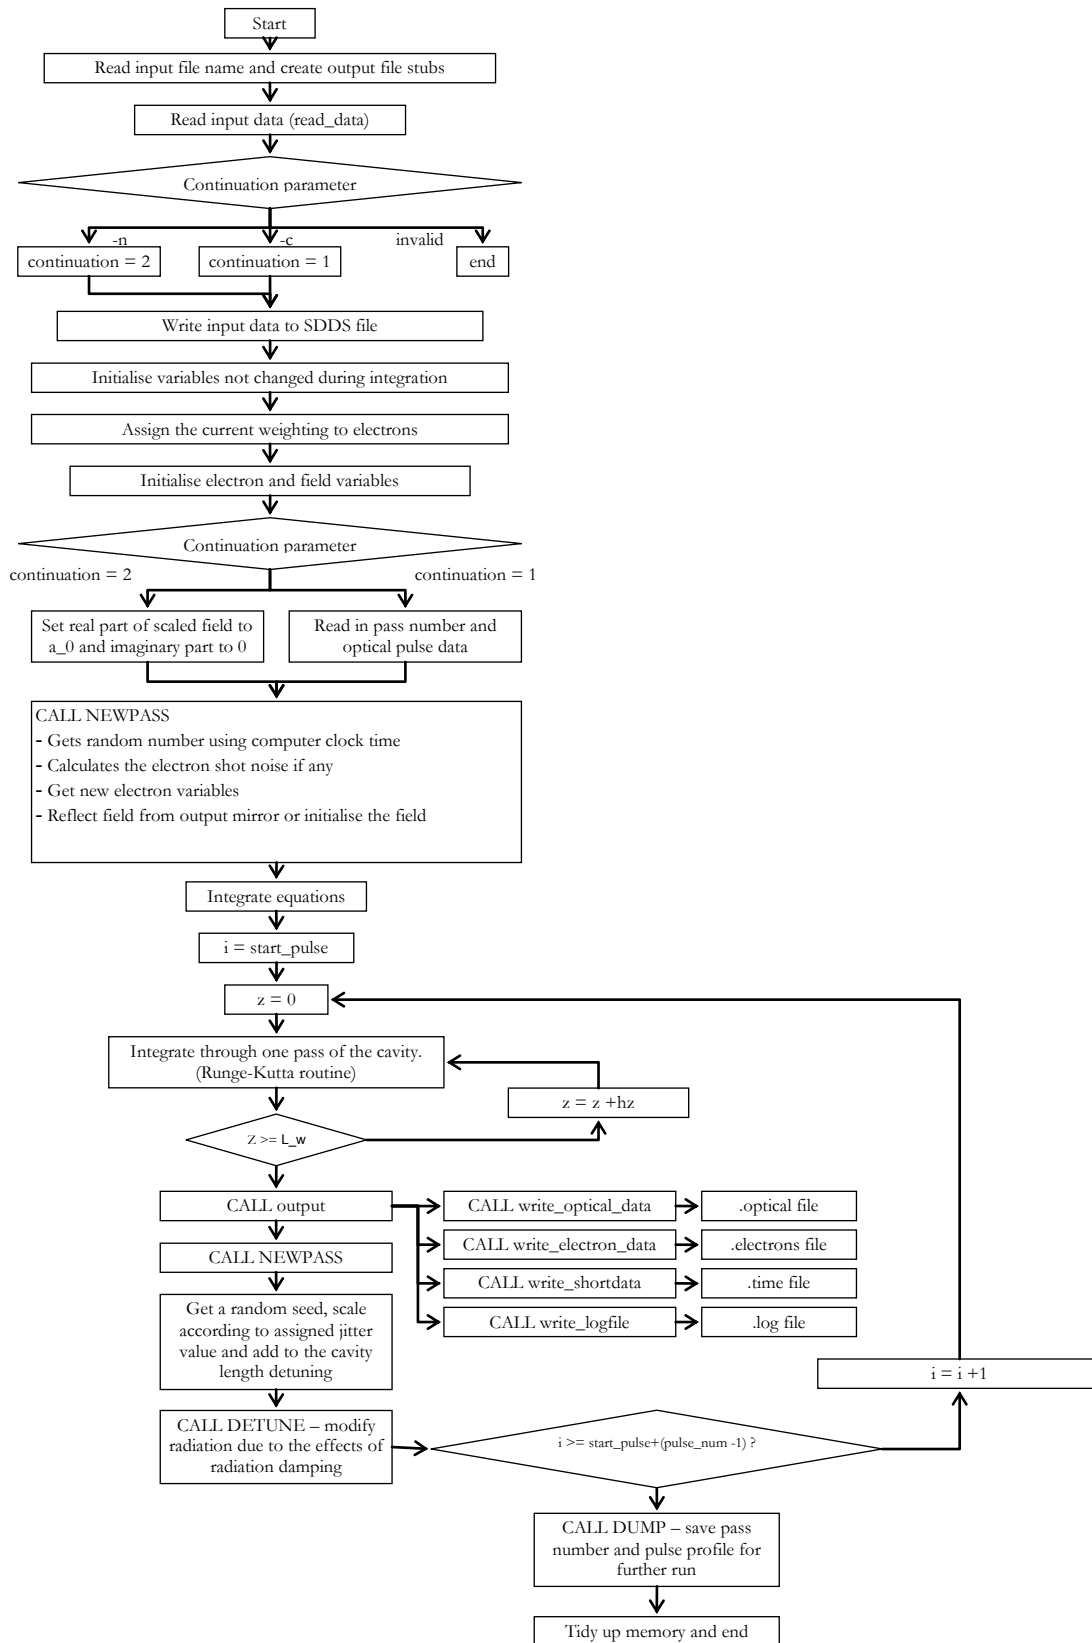 Start
Read input file name and create output file stubs
Read input data (read_data)
Continuation parameter
-n
-c
invalid
continuation = 2
continuation = 1
end
Write input data to SDDS file
Initialise variables not changed during integration
Assign the current weighting to electrons
Initialise electron and field variables
Continuation parameter
continuation = 2
continuation = 1
Set real part of scaled field to
a_0 and imaginary part to 0
Read in pass number and
optical pulse data
CALL NEWPASS
- Gets random number using computer clock time
- Calculates the electron shot noise if any
- Get new electron variables
- Reflect field from output mirror or initialise the field
Integrate equations
i = start_pulse
z = 0
Integrate through one pass of the cavity.
(Runge-Kutta routine)
z = z +hz
Z >= L_w
CALL output
CALL write_optical_data
.optical file
CALL NEWPASS
CALL write_electron_data
.electrons file
CALL write_shortdata
.time file
CALL write_logfile
.log file
Get a random seed, scale
according to assigned jitter
value and add to the cavity
length detuning
i = i +1
CALL DETUNE – modify
radiation due to the effects of
radiation damping
i >= start_pulse+(pulse_num -1) ?
CALL DUMP – save pass
number and pulse profile for
further run
Tidy up memory and end